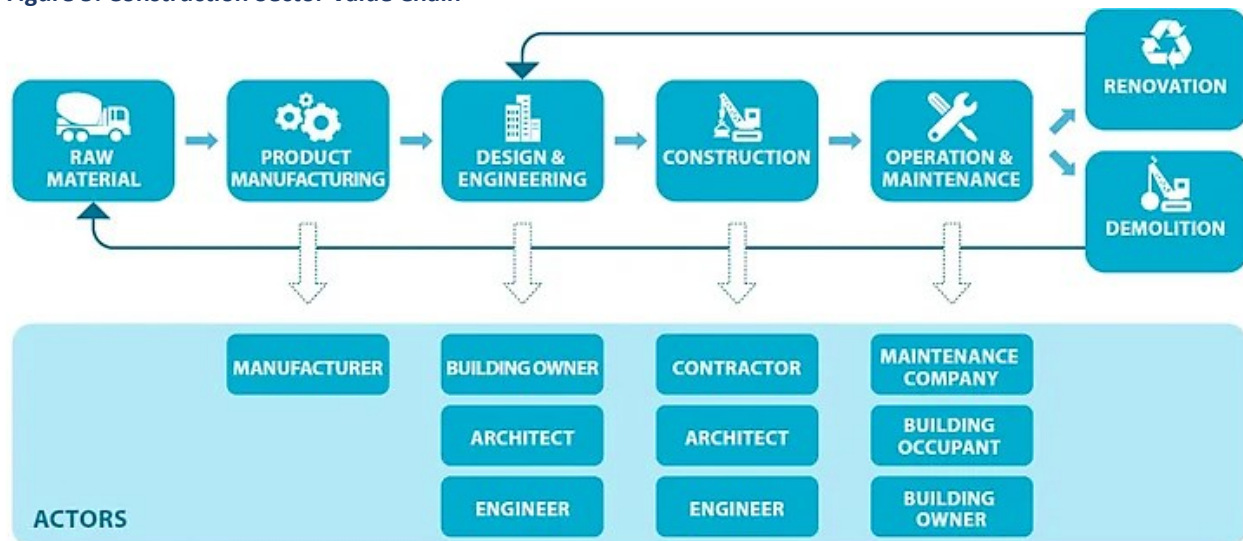 RAW
MATERIAL
PRODUCT
MANUFACTURING
DESIGN &
ENGINEERING
CONSTRUCTION
OPERATION &
MAINTENANCE
RENOVATION
DEMOLITION
MANUFACTURER
BUILDING OWNER
ARCHITECT
ENGINEER
CONTRACTOR
ARCHITECT
ENGINEER
MAINTENANCE
COMPANY
BUILDING
OCCUPANT
BUILDING
OWNER
ACTORS